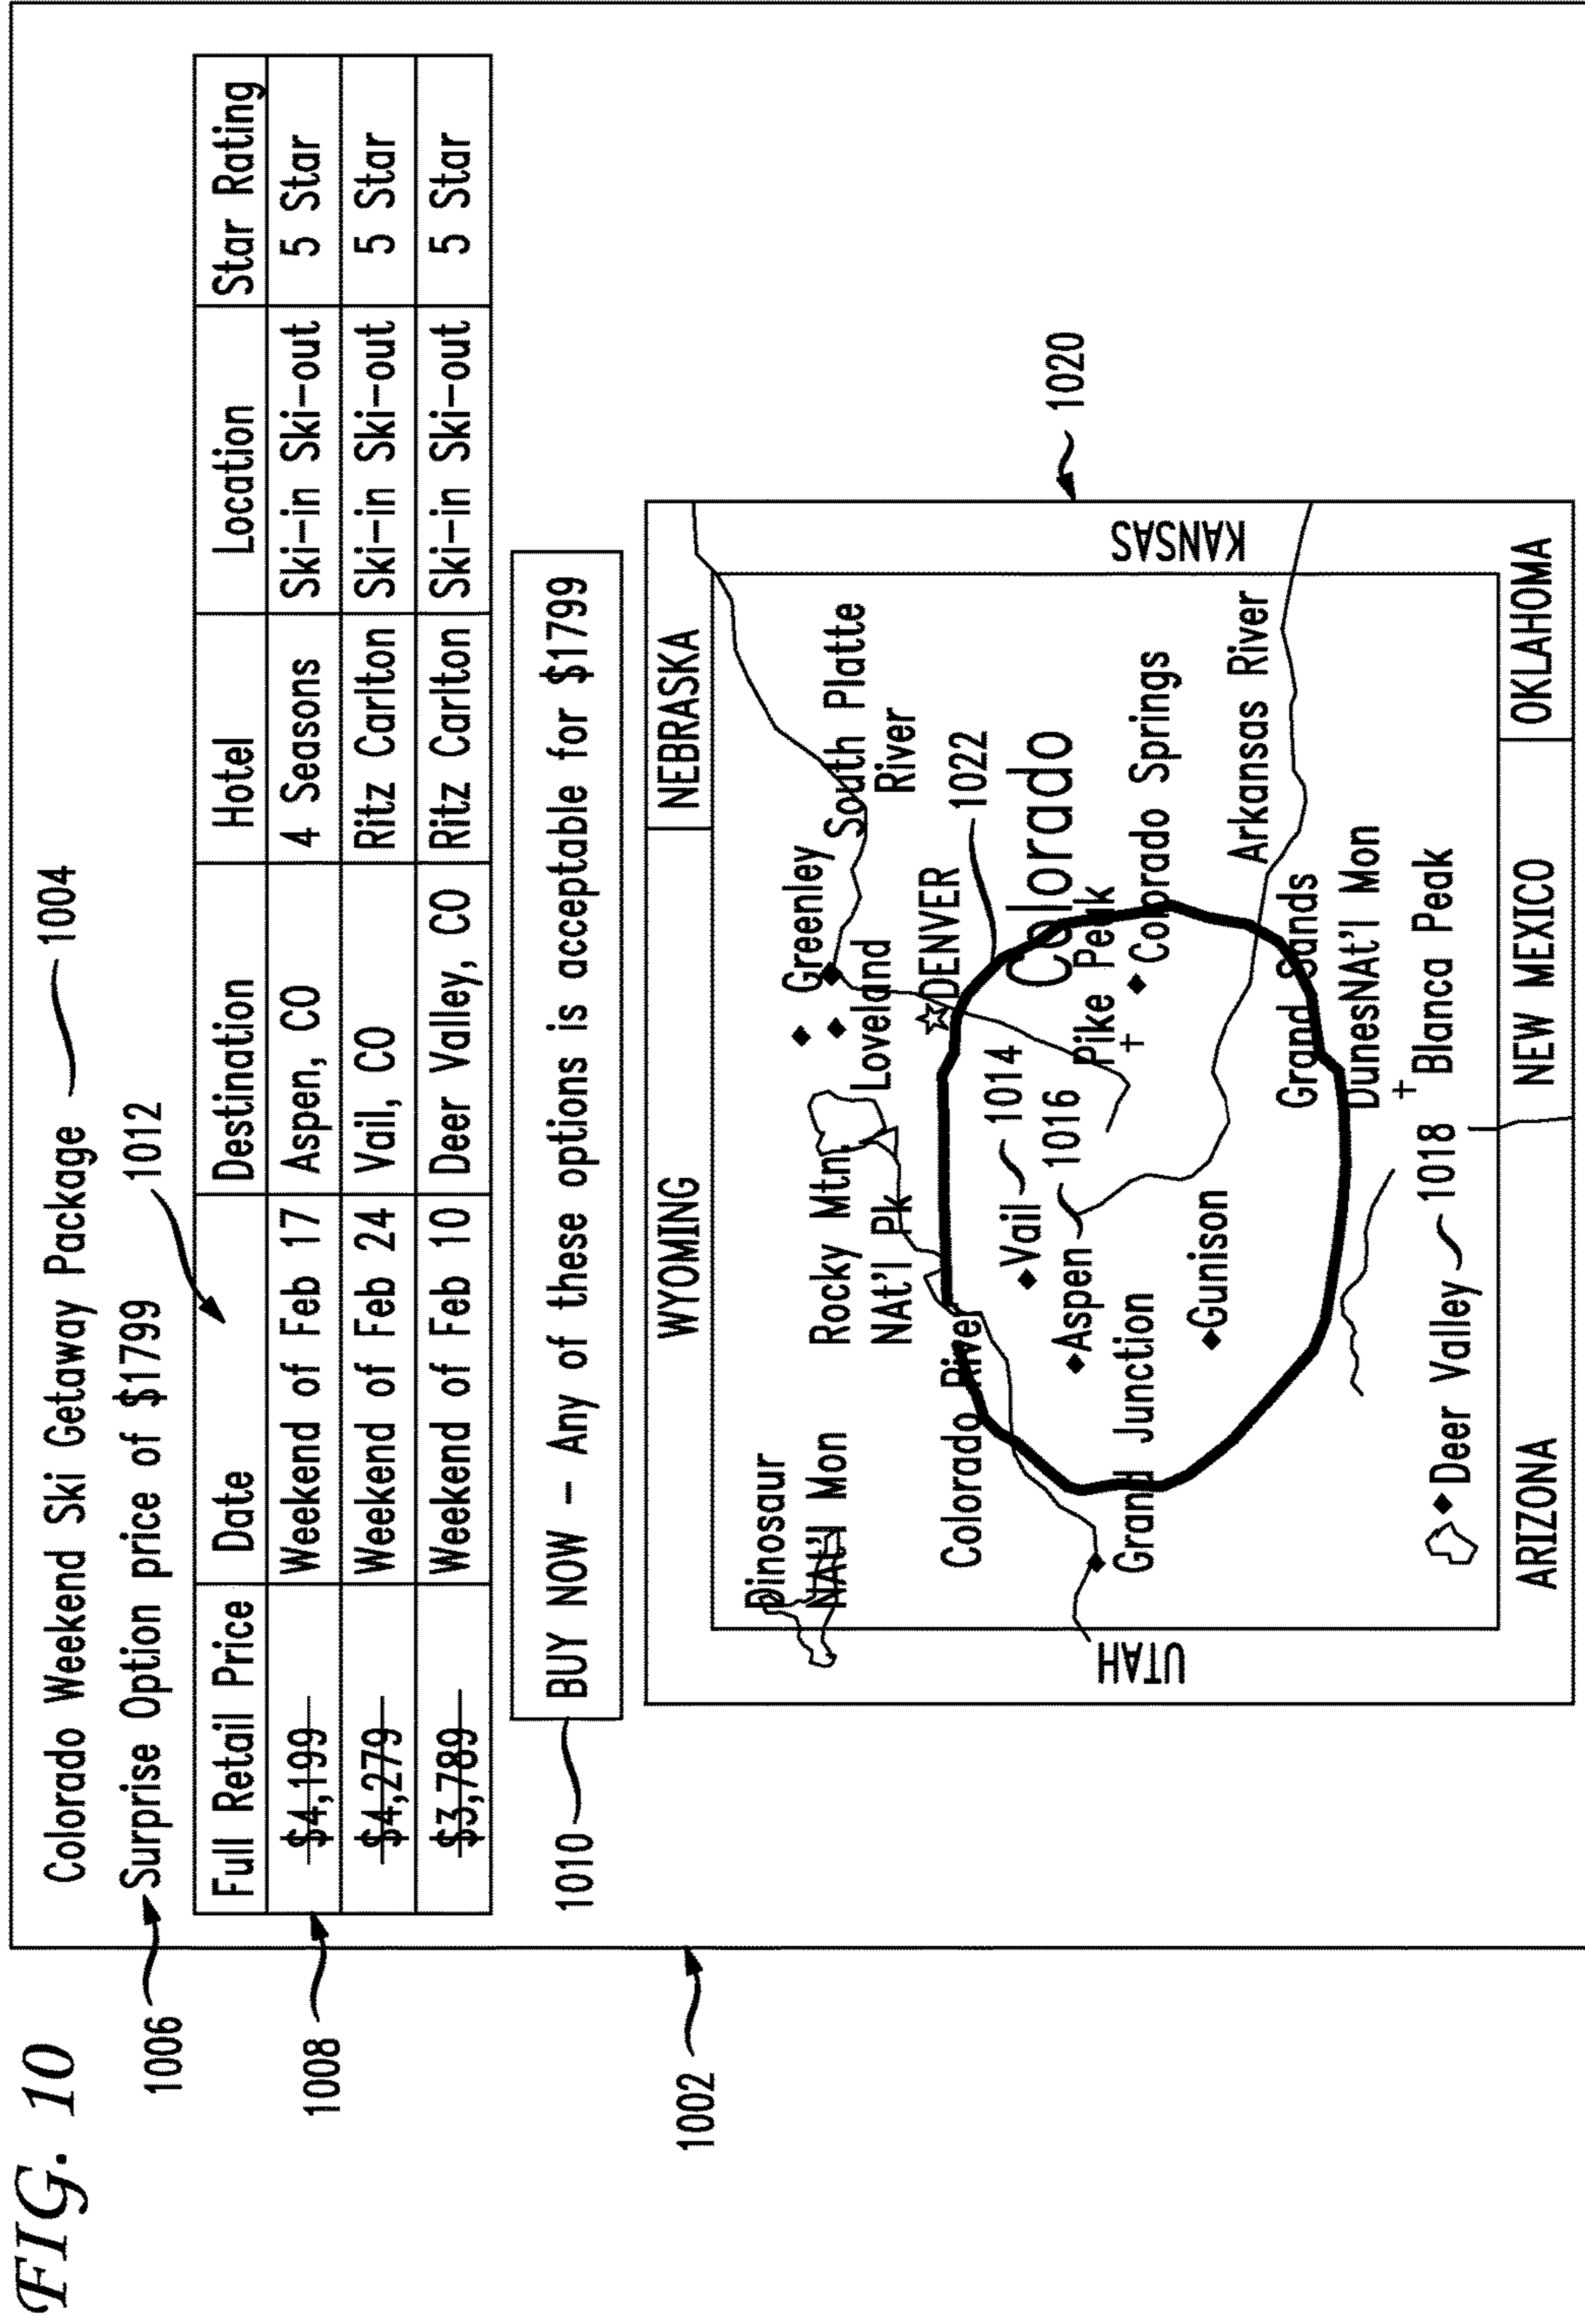 FIG. 10
Colorado Weekend Ski Getaway Package 1004
1006 Surprise Option price of $1799 1012
1008
Full Retail Price Date Destination Hotel Location Star Rating
$4,199 Weekend of Feb 17 Aspen, CO 4 Seasons Ski-in Ski-out 5 Star
$4,279 Weekend of Feb 24 Vail, CO Ritz Carlton Ski-in Ski-out 5 Star
$3,789 Weekend of Feb 10 Deer Valley, CO Ritz Carlton Ski-in Ski-out 5 Star
1010 BUY NOW - Any of these options is acceptable for $1799
1002
1020
WYOMING NEBRASKA
Dinosaur
NAt'l Mon
Rocky Mtn.
NAt'l Pk
Greenley
Loveland
South Platte
River
DENVER
1022
Colorado River
Vail 1014
Colorado
Aspen 1016
Pike Peak
Grand Junction
Colorado Springs
UTAH
KANSAS
Gunison
Arkansas River
Grand Sands
DunesNAt'l Mon
Blanca Peak
Deer Valley 1018
ARIZONA NEW MEXICO OKLAHOMA